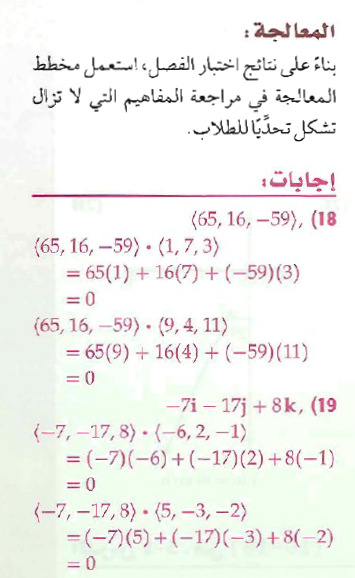 المعالجة:
بناءً على نتائج اختبار الفصل، استعمل مخطط
المعالجة في مراجعة المفاهيم التي لا تزال
تشكل تحدّيًا للطلاب.
إجابات:
18) ⟨65, 16, −59⟩,
⟨65, 16, −59⟩ • ⟨1, 7, 3⟩
= 65(1) + 16(7) + (−59)(3)
= 0
⟨65, 16, −59⟩ • ⟨9, 4, 11⟩
= 65(9) + 16(4) + (−59)(11)
= 0
19) −7i − 17j + 8k,
⟨−7, −17, 8⟩ • ⟨−6, 2, −1⟩
= (−7)(−6) + (−17)(2) + 8(−1)
= 0
⟨−7, −17, 8⟩ • ⟨5, −3, −2⟩
= (−7)(5) + (−17)(−3) + 8(−2)
= 0